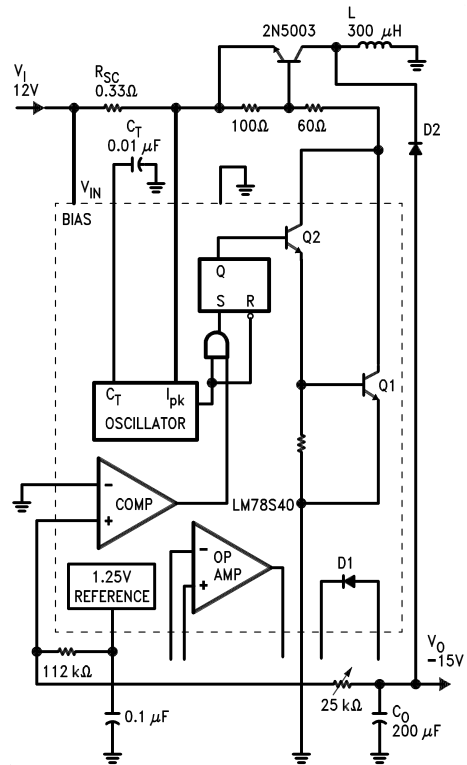 L
300 µH
2N5003
V_I
12V
R_SC
0.33Ω
100Ω
60Ω
C_T
0.01 µF
D2
V_IN
BIAS
Q2
Q
S
R
Q1
C_T
I_pk
OSCILLATOR
−
COMP
+
LM78S40
−
OP
AMP
+
D1
1.25V
REFERENCE
V_O
−15V
112 kΩ
25 kΩ
C_O
200 µF
0.1 µF